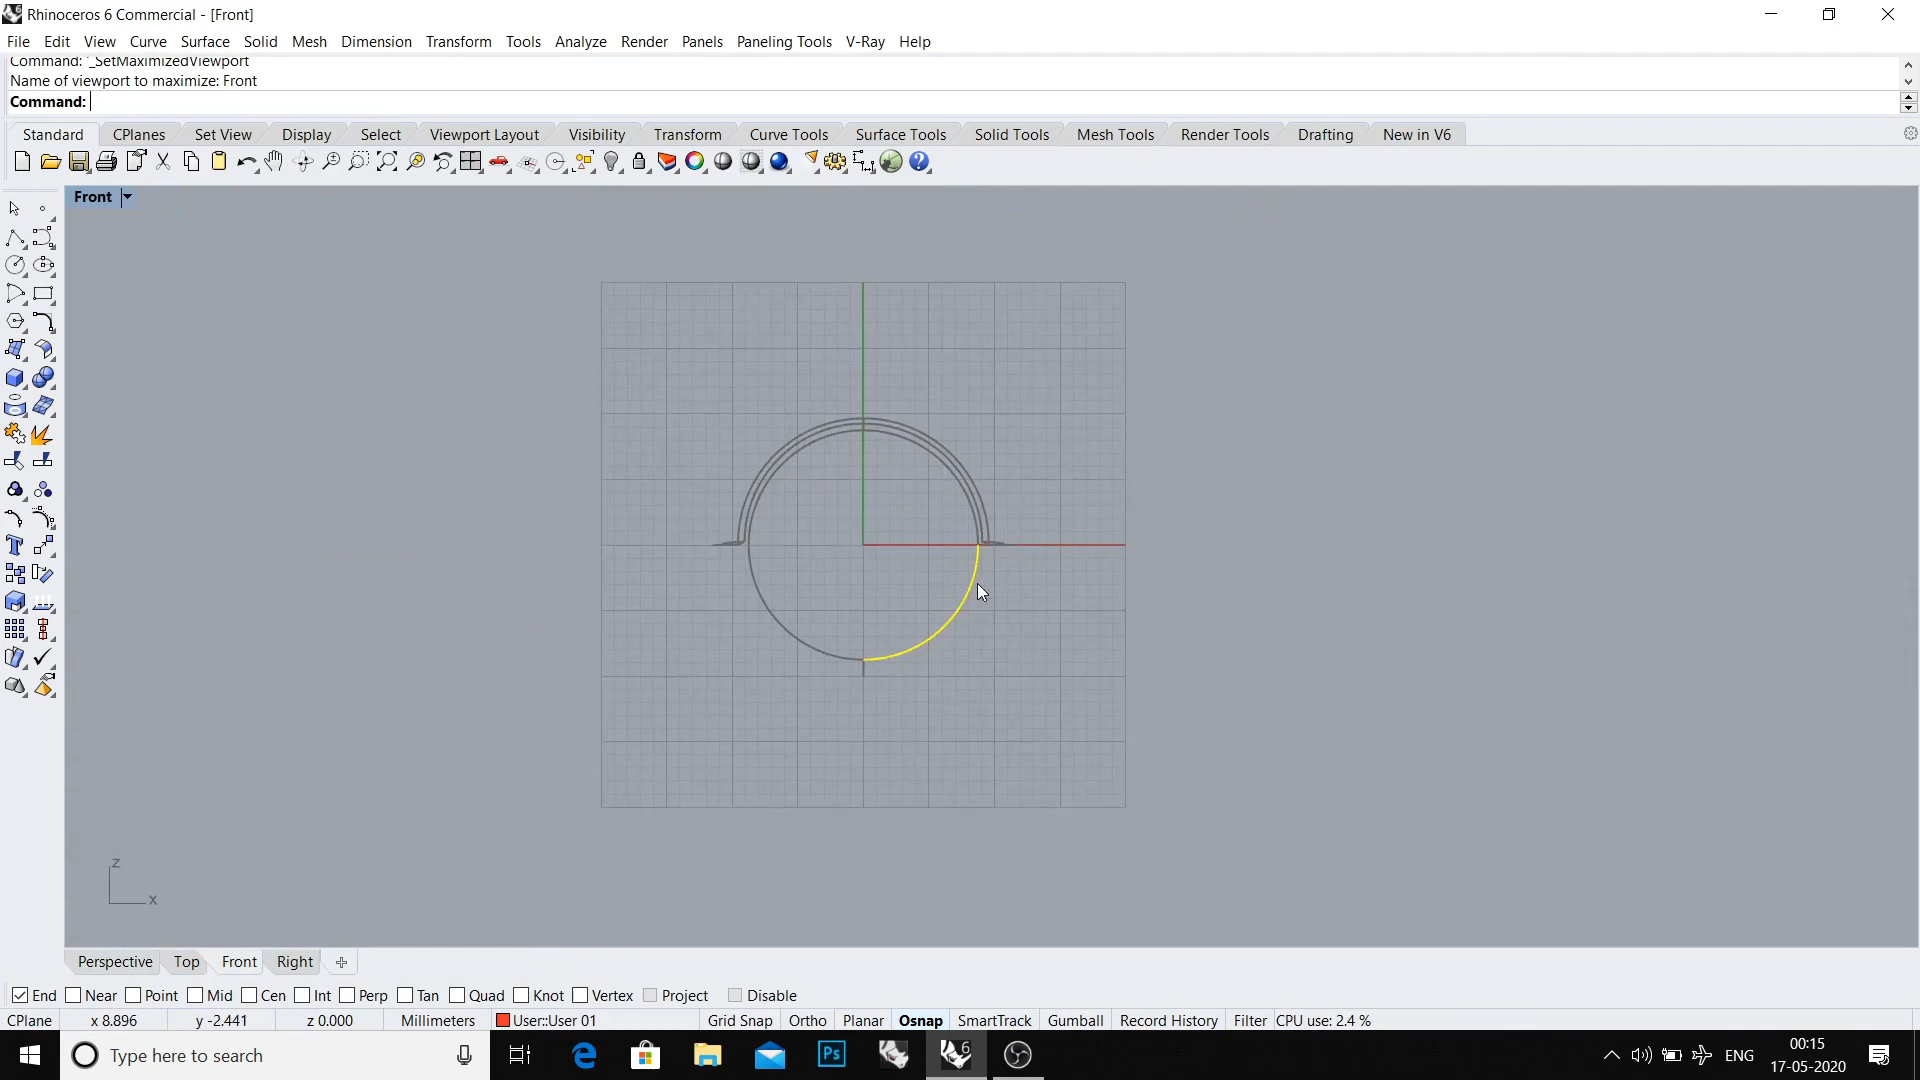 Rhinoceros 6 Commercial - [Front]
File Edit View Curve Surface Solid Mesh Dimension Transform Tools Analyze Render Panels Paneling Tools V-Ray Help
Command: '_SetMaximizedViewport
Name of viewport to maximize: Front
Command:
Standard CPlanes Set View Display Select Viewport Layout Visibility Transform Curve Tools Surface Tools Solid Tools Mesh Tools Render Tools Drafting New in V6
Front
z
x
Perspective Top Front Right
End Near Point Mid Cen Int Perp Tan Quad Knot Vertex Project Disable
CPlane x 8.896 y -2.441 z 0.000 Millimeters User::User 01 Grid Snap Ortho Planar Osnap SmartTrack Gumball Record History Filter CPU use: 2.4 %
Type here to search Ps 6 ENG 00:15
17-05-2020